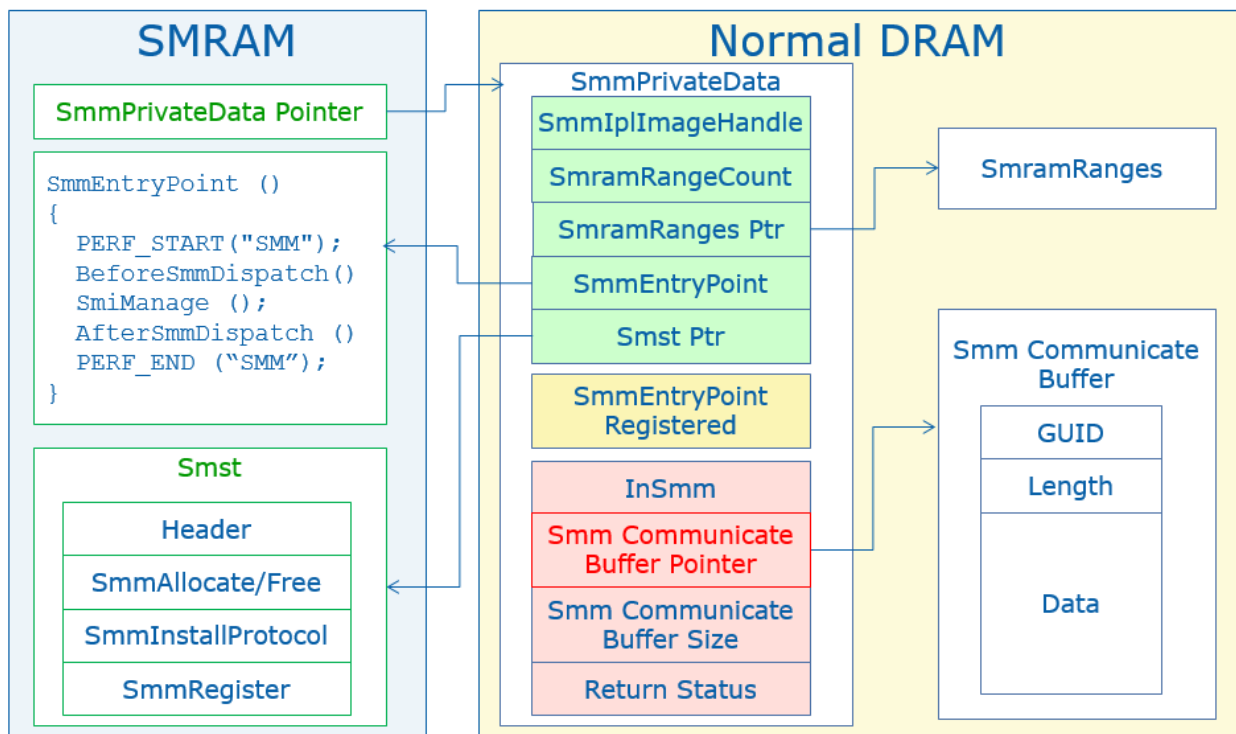 SMRAM
SmmPrivateData Pointer
SmmEntryPoint ()
{
PERF_START("SMM");
BeforeSmmDispatch()
SmiManage ();
AfterSmmDispatch ()
PERF_END (“SMM”);
}
Smst
Header
SmmAllocate/Free
SmmInstallProtocol
SmmRegister
Normal DRAM
SmmPrivateData
SmmIplImageHandle
SmramRangeCount
SmramRanges Ptr
SmmEntryPoint
Smst Ptr
SmmEntryPoint
Registered
InSmm
Smm Communicate
Buffer Pointer
Smm Communicate
Buffer Size
Return Status
SmramRanges
Smm Communicate
Buffer
GUID
Length
Data